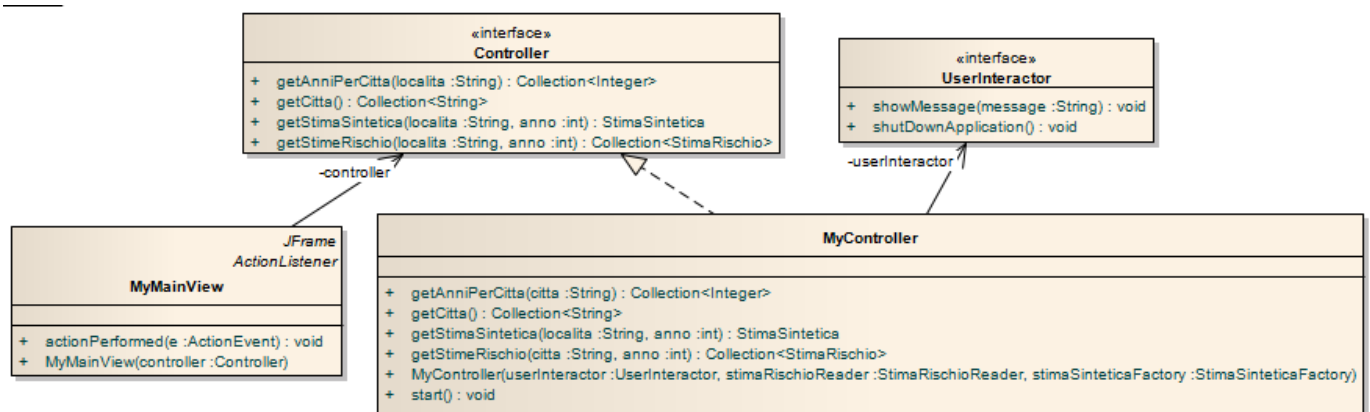 «interface»
Controller
+ getAnniPerCitta(localita :String) : Collection<Integer>
+ getCitta() : Collection<String>
+ getStimaSintetica(localita :String, anno :int) : StimaSintetica
+ getStimeRischio(localita :String, anno :int) : Collection<StimaRischio>
«interface»
UserInteractor
+ showMessage(message :String) : void
+ shutDownApplication() : void
-controller
-userInteractor
JFrame
ActionListener
MyMainView
+ actionPerformed(e :ActionEvent) : void
+ MyMainView(controller :Controller)
MyController
+ getAnniPerCitta(citta :String) : Collection<Integer>
+ getCitta() : Collection<String>
+ getStimaSintetica(localita :String, anno :int) : StimaSintetica
+ getStimeRischio(citta :String, anno :int) : Collection<StimaRischio>
+ MyController(userInteractor :UserInteractor, stimaRischioReader :StimaRischioReader, stimaSinteticaFactory :StimaSinteticaFactory)
+ start() : void